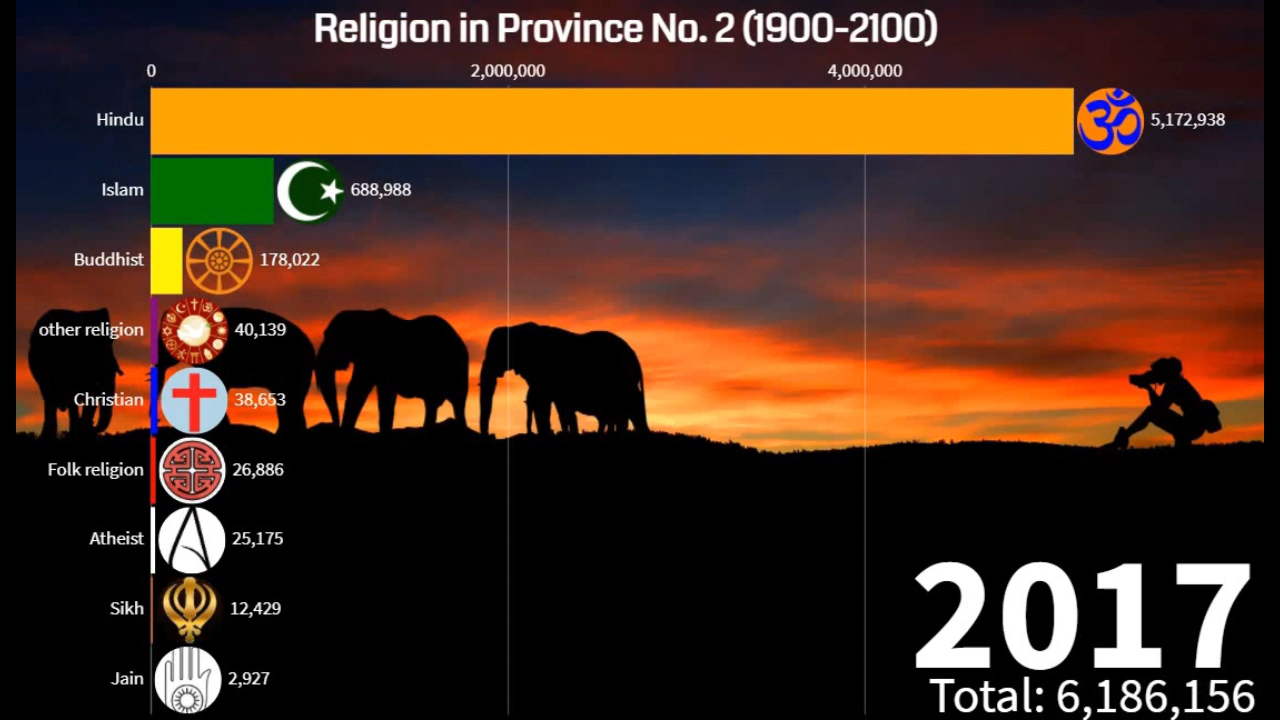 Religion in Province No. 2 (1900-2100)
0 2,000,000 4,000,000
Hindu 5,172,938
Islam 688,988
Buddhist 178,022
other religion 40,139
Christian 38,653
Folk religion 26,886
Atheist 25,175
Sikh 12,429
Jain 2,927
2017
Total: 6,186,156